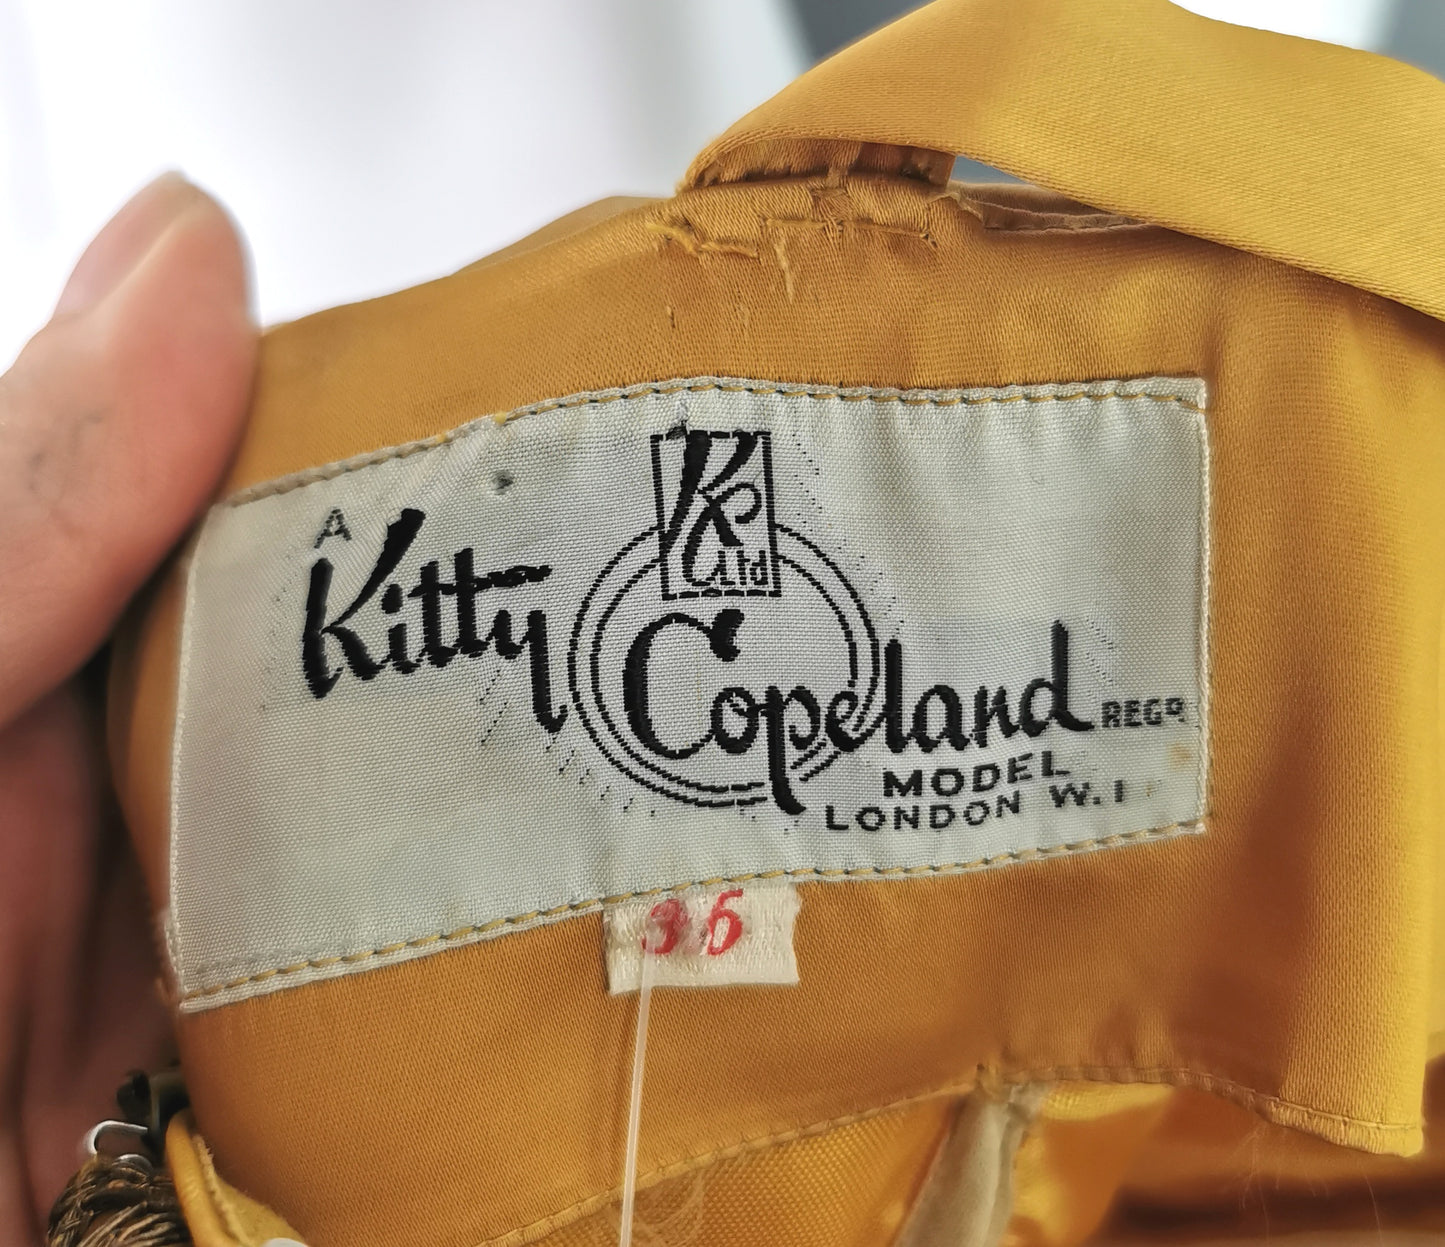 KC
Ltd
A
Kitty
Copeland REGD
MODEL
LONDON W.1
36